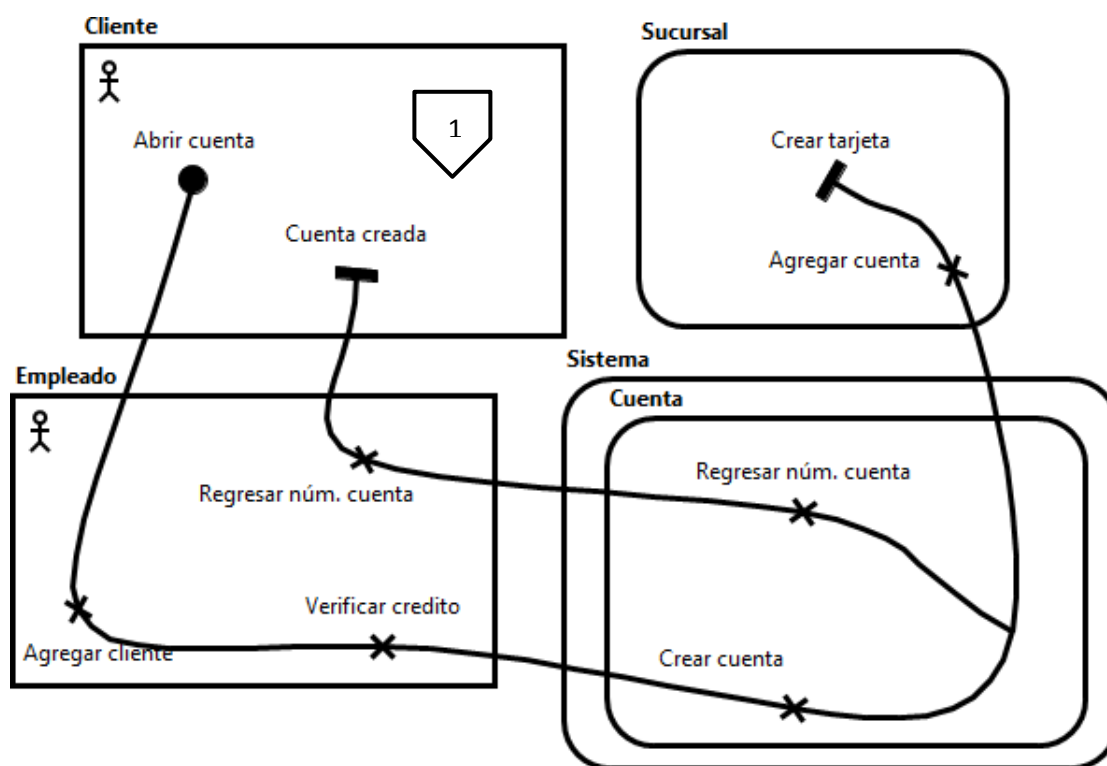 Cliente
Sucursal
1
Abrir cuenta
Crear tarjeta
Cuenta creada
Agregar cuenta
Sistema
Empleado
Cuenta
Regresar núm. cuenta
Regresar núm. cuenta
Verificar credito
Agregar cliente
Crear cuenta